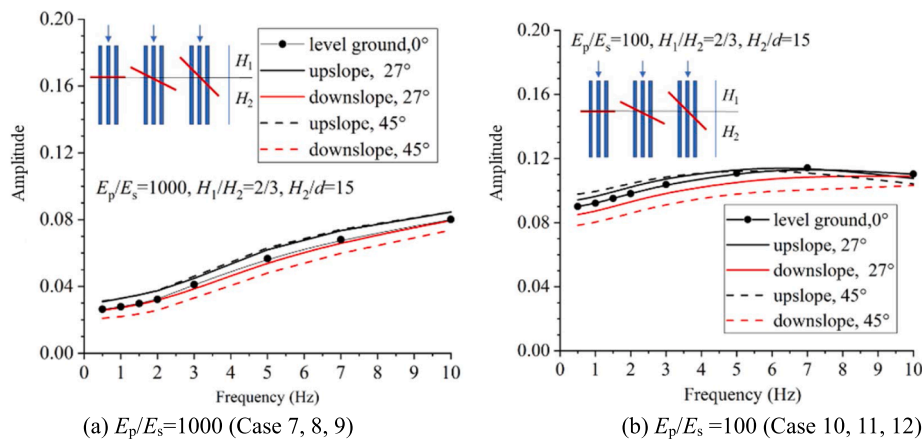 0.20
0.16
0.12
0.08
0.04
0.00
Amplitude
H₁
H₂
level ground,0°
upslope, 27°
downslope, 27°
upslope, 45°
downslope, 45°
Eₚ/Eₛ=1000, H₁/H₂=2/3, H₂/d=15
0 1 2 3 4 5 6 7 8 9 10
Frequency (Hz)
(a) Eₚ/Eₛ=1000 (Case 7, 8, 9)
0.20
0.16
0.12
0.08
0.04
0.00
Amplitude
Eₚ/Eₛ=100, H₁/H₂=2/3, H₂/d=15
H₁
H₂
level ground,0°
upslope, 27°
downslope, 27°
upslope, 45°
downslope, 45°
0 1 2 3 4 5 6 7 8 9 10
Frequency (Hz)
(b) Eₚ/Eₛ =100 (Case 10, 11, 12)